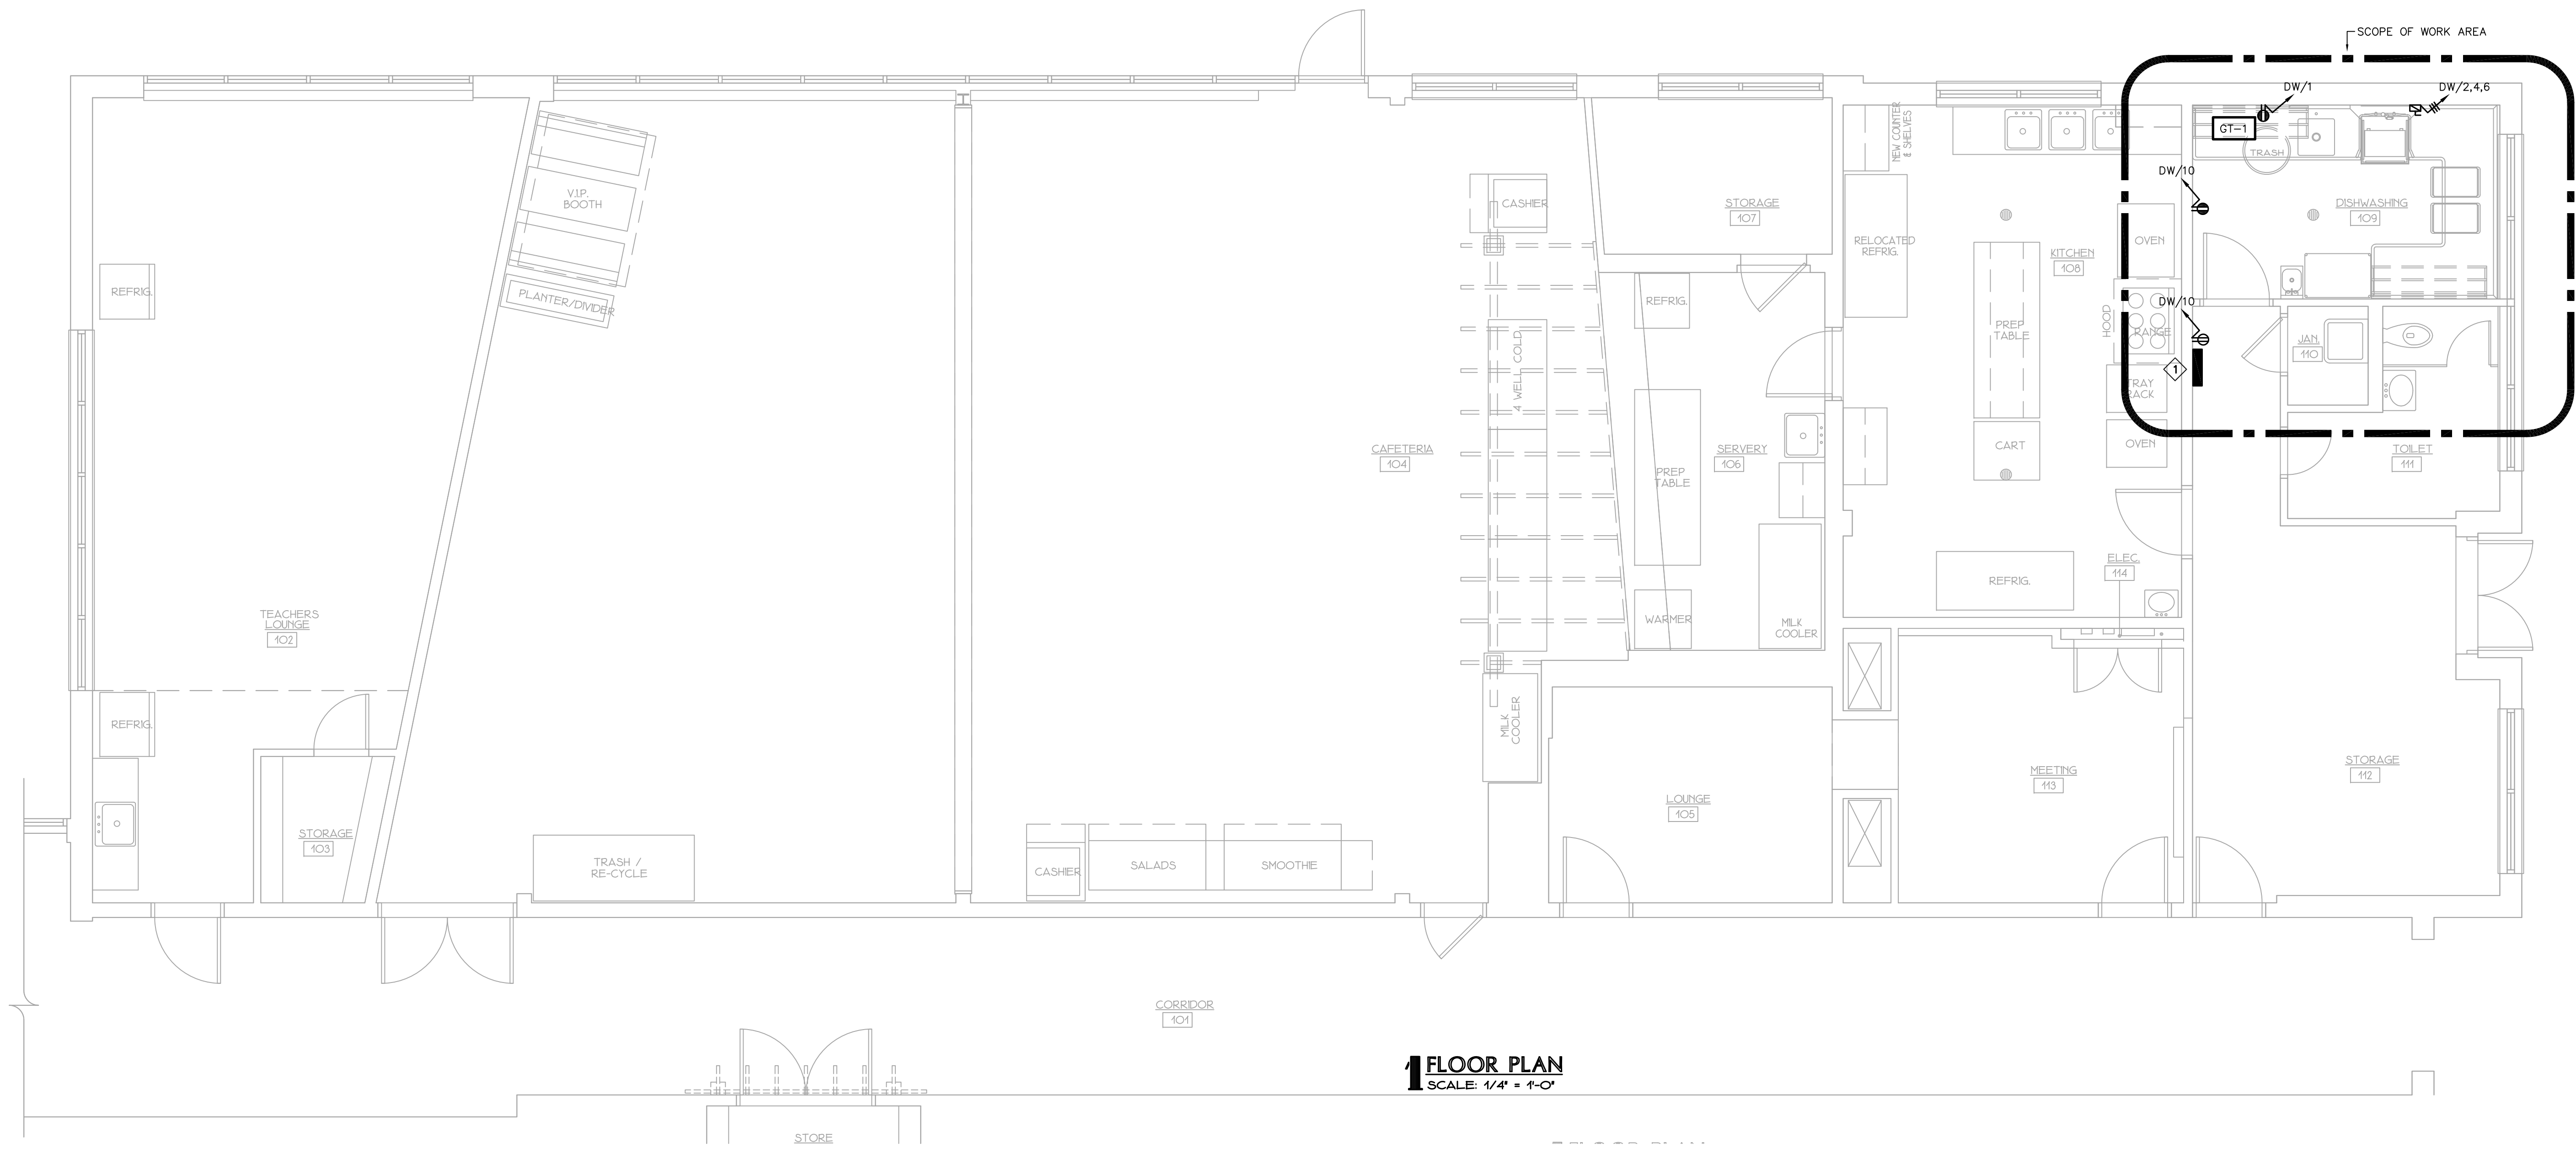 SCOPE OF WORK AREA
DW/1
DW/2,4,6
GT-1
TRASH
DW/10
DISHWASHING
109
NEW COUNTER
& SHELVES
V.I.P.
BOOTH
CASHIER
STORAGE
107
RELOCATED
REFRIG.
KITCHEN
108
OVEN
REFRIG.
PLANTER/DIVIDER
REFRIG.
HOOD
RANGE
DW/10
PREP
TABLE
JAN.
110
4 WELL COLD
1
TRAY
RACK
CAFETERIA
104
SERVERY
106
PREP
TABLE
CART
OVEN
TOILET
111
ELEC.
114
REFRIG.
TEACHERS
LOUNGE
102
WARMER
MILK
COOLER
REFRIG.
MILK
COOLER
STORAGE
112
MEETING
113
LOUNGE
105
STORAGE
103
TRASH /
RE-CYCLE
CASHIER
SALADS
SMOOTHIE
CORRIDOR
101
1 FLOOR PLAN
SCALE: 1/4" = 1'-0"
STORE